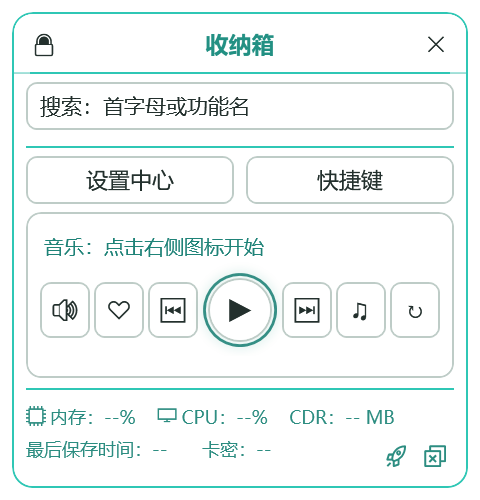 收纳箱
搜索：首字母或功能名
设置中心 快捷键
音乐：点击右侧图标开始
内存：--% CPU：--% CDR：-- MB
最后保存时间：-- 卡密：--